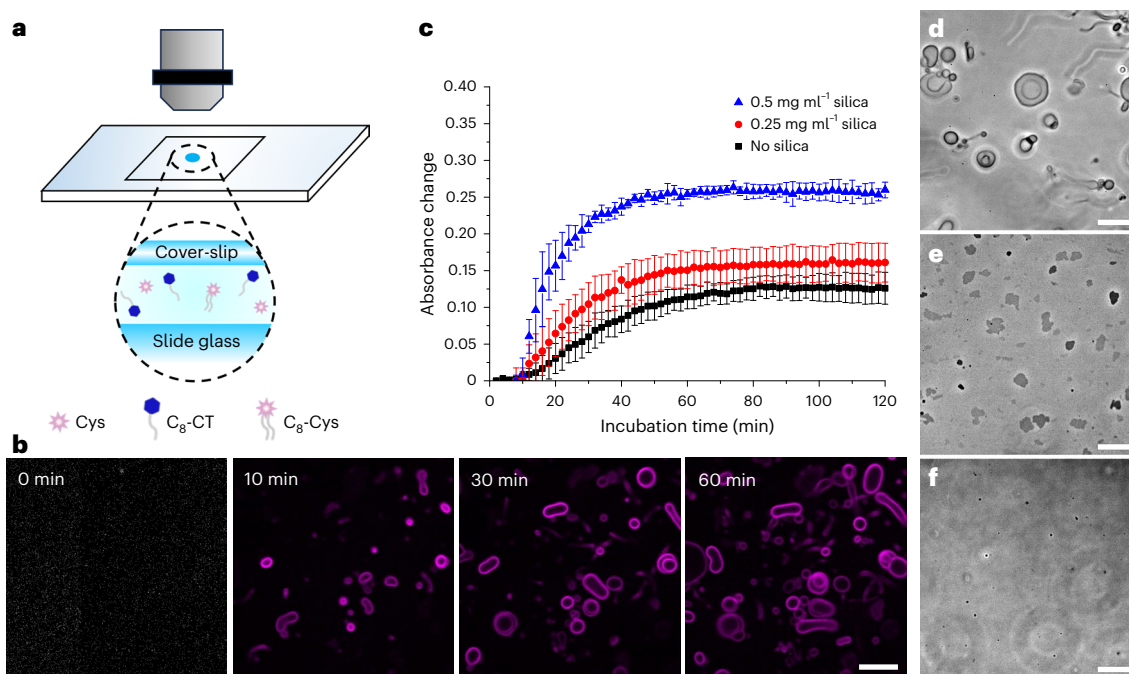 a
Cover-slip
Slide glass
Cys
C₈-CT
C₈-Cys
c
Absorbance change
0.40
0.35
0.30
0.25
0.20
0.15
0.10
0.05
0
0.5 mg ml⁻¹ silica
0.25 mg ml⁻¹ silica
No silica
0 20 40 60 80 100 120
Incubation time (min)
b
0 min
10 min
30 min
60 min
d
e
f